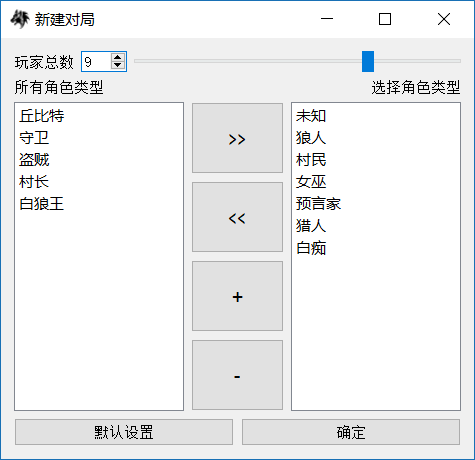 新建对局
玩家总数 9
所有角色类型
选择角色类型
丘比特
守卫
盗贼
村长
白狼王
>>
<<
+
-
未知
狼人
村民
女巫
预言家
猎人
白痴
默认设置
确定